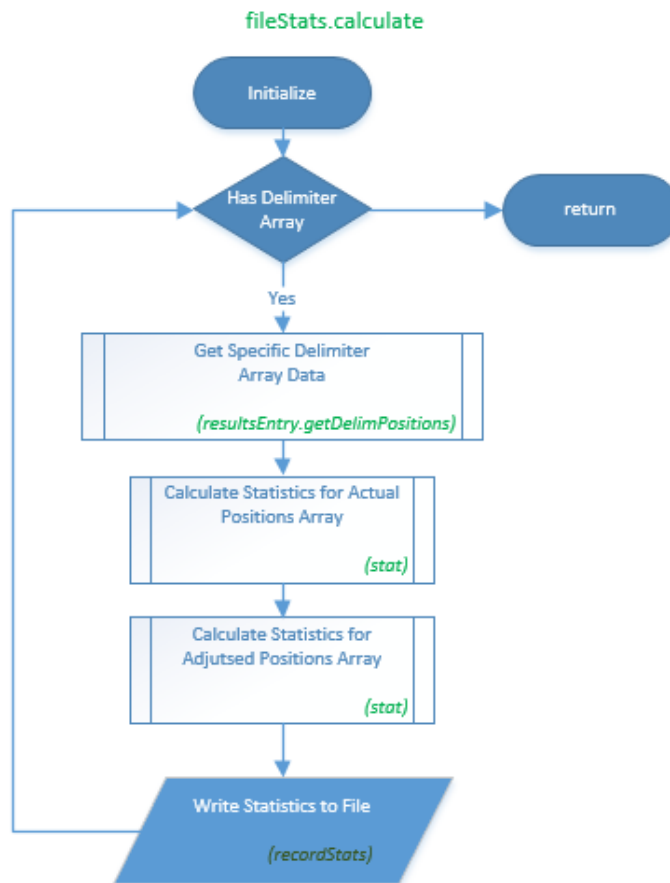 fileStats.calculate
Initialize
Has Delimiter
Array
return
Yes
Get Specific Delimiter
Array Data
(resultsEntry.getDelimPositions)
Calculate Statistics for Actual
Positions Array
(stat)
Calculate Statistics for
Adjutsed Positions Array
(stat)
Write Statistics to File
(recordStats)